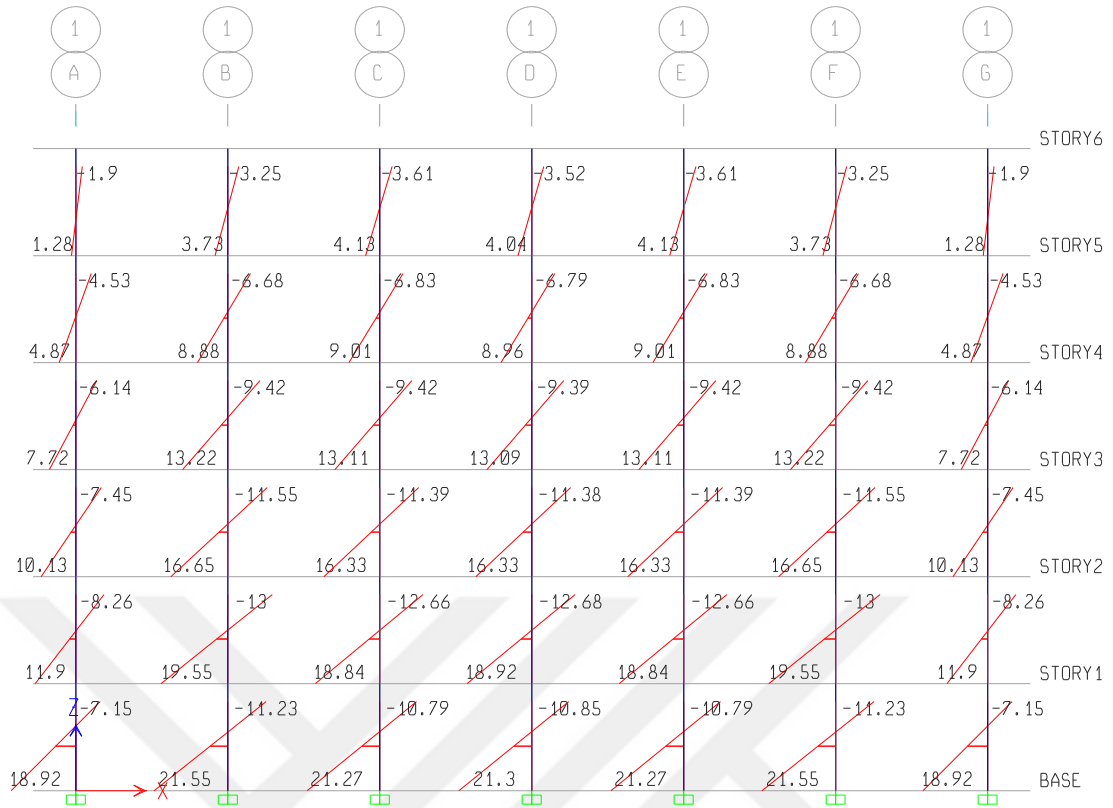 1 1 1 1 1 1 1
A B C D E F G
STORY6
-1.9 -3.25 -3.61 -3.52 -3.61 -3.25 -1.9
1.28 3.73 4.13 4.04 4.13 3.73 1.28 STORY5
-4.53 -6.68 -6.83 -6.79 -6.83 -6.68 -4.53
4.87 8.88 9.01 8.96 9.01 8.88 4.87 STORY4
-6.14 -9.42 -9.42 -9.39 -9.42 -9.42 -6.14
7.72 13.22 13.11 13.09 13.11 13.22 7.72 STORY3
-7.45 -11.55 -11.39 -11.38 -11.39 -11.55 -7.45
10.13 16.65 16.33 16.33 16.33 16.65 10.13 STORY2
-8.26 -13 -12.66 -12.68 -12.66 -13 -8.26
11.9 19.55 18.84 18.92 18.84 19.55 11.9 STORY1
Z -7.15 -11.23 -10.79 -10.85 -10.79 -11.23 -7.15
18.92 X 21.55 21.27 21.3 21.27 21.55 18.92 BASE